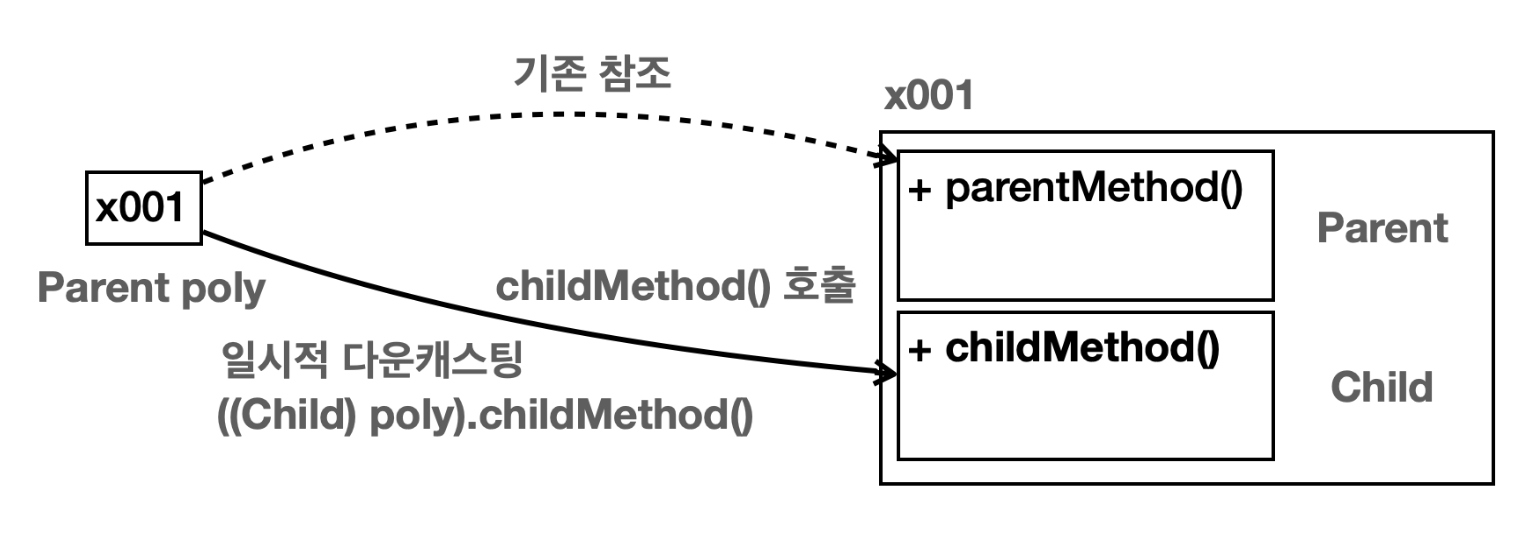 기존 참조
x001
x001
+ parentMethod()
Parent
Parent poly
childMethod() 호출
일시적 다운캐스팅
((Child) poly).childMethod()
+ childMethod()
Child